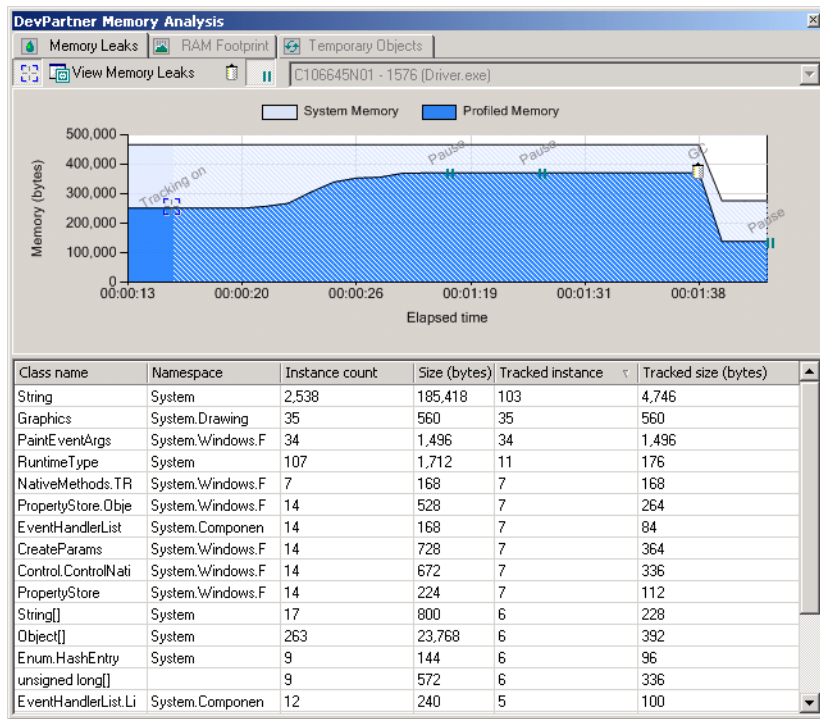 DevPartner Memory Analysis
Memory Leaks RAM Footprint Temporary Objects
View Memory Leaks C106645N01 - 1576 (Driver.exe)
System Memory Profiled Memory
Memory (bytes)
500,000
400,000
300,000
200,000
100,000
0
Tracking on
Pause
Pause
GC
Pause
00:00:13 00:00:20 00:00:26 00:01:19 00:01:31 00:01:38
Elapsed time
Class name Namespace Instance count Size (bytes) Tracked instance Tracked size (bytes)
String System 2,538 185,418 103 4,746
Graphics System.Drawing 35 560 35 560
PaintEventArgs System.Windows.F 34 1,496 34 1,496
RuntimeType System 107 1,712 11 176
NativeMethods.TR System.Windows.F 7 168 7 168
PropertyStore.Obje System.Windows.F 14 528 7 264
EventHandlerList System.Componen 14 168 7 84
CreateParams System.Windows.F 14 728 7 364
Control.ControlNati System.Windows.F 14 672 7 336
PropertyStore System.Windows.F 14 224 7 112
String[] System 17 800 6 228
Object[] System 263 23,768 6 392
Enum.HashEntry System 9 144 6 96
unsigned long[] 9 572 6 336
EventHandlerList.Li System.Componen 12 240 5 100